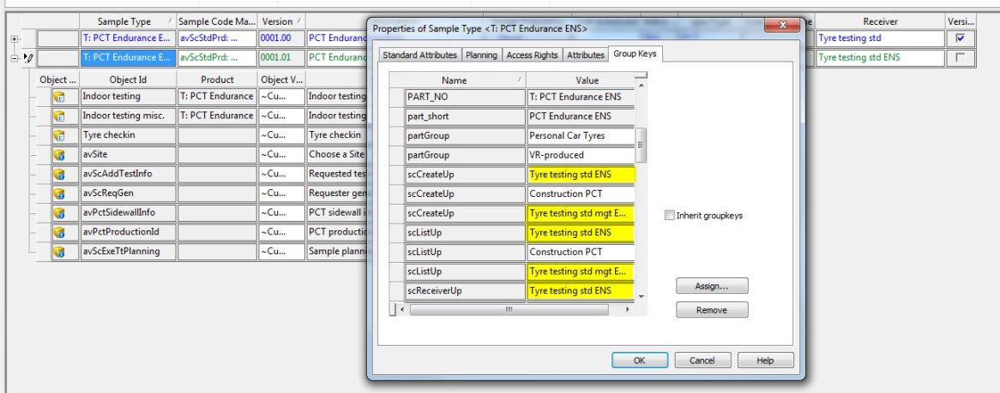 Sample Type Sample Code Ma... Version Receiver Versi...
T: PCT Endurance E... avScStdPrd: ... 0001.00 PCT Enduranc Tyre testing std
T: PCT Endurance E... avScStdPrd: ... 0001.01 PCT Enduranc Tyre testing std ENS
Object ... Object Id Product Object V...
Indoor testing T: PCT Endurance ~Cu... Indoor testing
Indoor testing misc. T: PCT Endurance ~Cu... Indoor testing
Tyre checkin ~Cu... Tyre checkin
avSite ~Cu... Choose a Site
avScAddTestInfo ~Cu... Requested tes
avScReqGen ~Cu... Requester gen
avPctSidewallInfo ~Cu... PCT sidewall i
avPctProductionId ~Cu... PCT productio
avScExeTtPlanning ~Cu... Sample plann
Properties of Sample Type <T: PCT Endurance ENS>
Standard Attributes Planning Access Rights Attributes Group Keys
Name Value
PART_NO T: PCT Endurance ENS
part_short PCT Endurance ENS
partGroup Personal Car Tyres
partGroup VR-produced
scCreateUp Tyre testing std ENS
scCreateUp Construction PCT
scCreateUp Tyre testing std mgt E...
scListUp Tyre testing std ENS
scListUp Construction PCT
scListUp Tyre testing std mgt E...
scReceiverUp Tyre testing std ENS
Inherit groupkeys
Assign...
Remove
OK Cancel Help